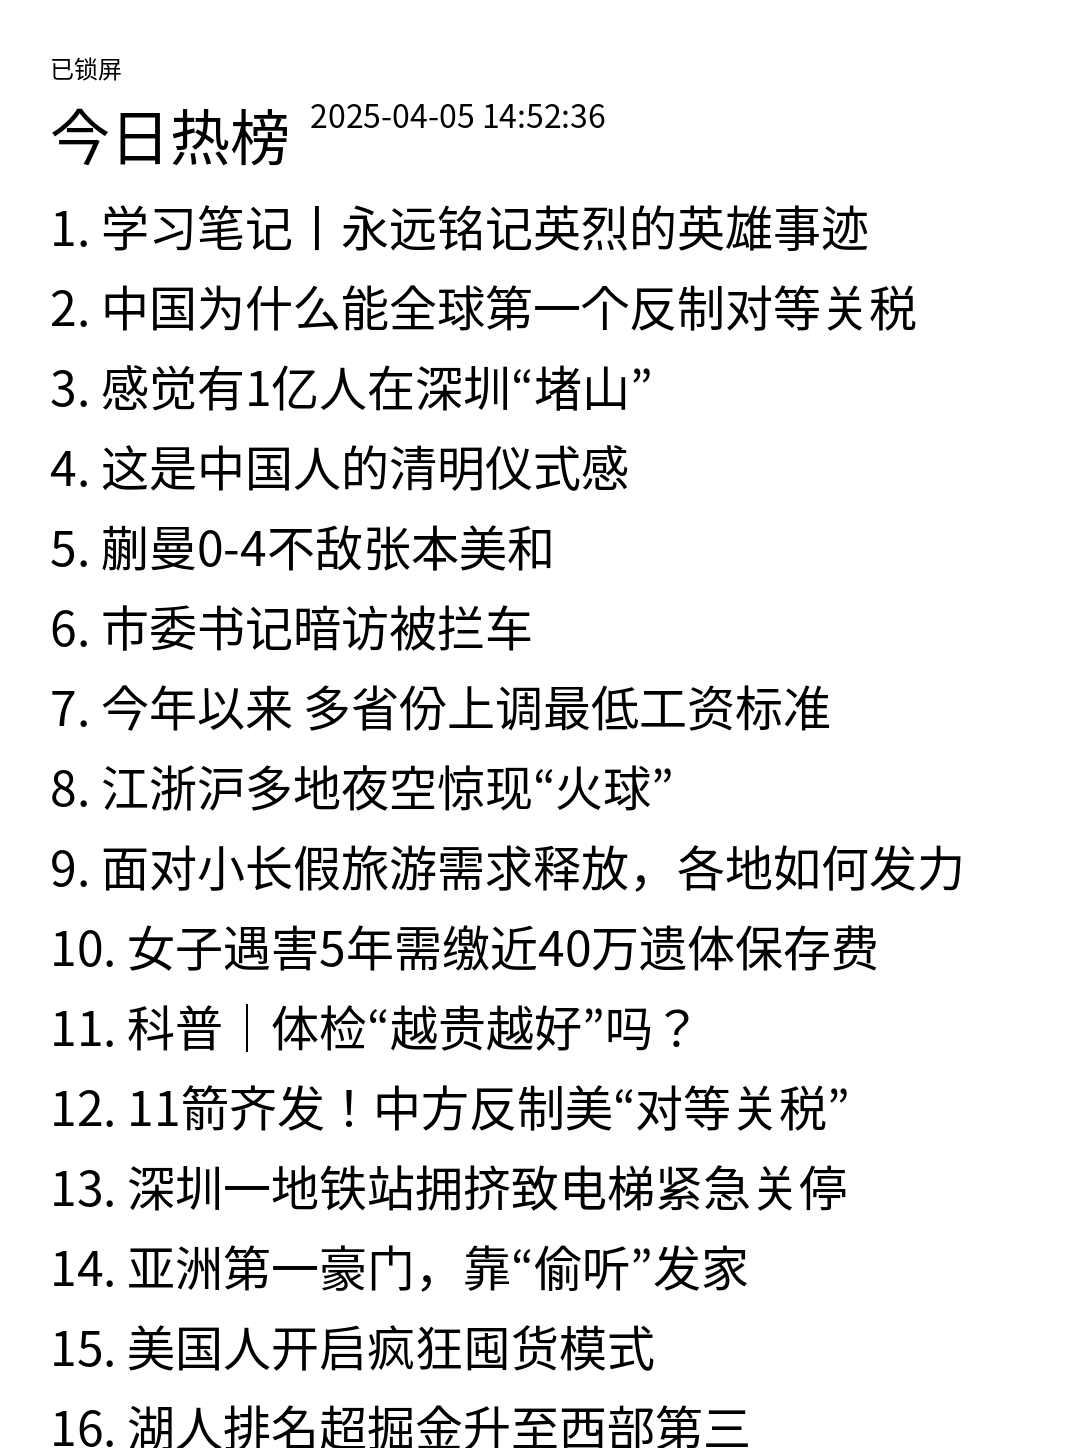 已锁屏
今日热榜 2025-04-05 14:52:36
1. 学习笔记丨永远铭记英烈的英雄事迹
2. 中国为什么能全球第一个反制对等关税
3. 感觉有1亿人在深圳“堵山”
4. 这是中国人的清明仪式感
5. 蒯曼0-4不敌张本美和
6. 市委书记暗访被拦车
7. 今年以来 多省份上调最低工资标准
8. 江浙沪多地夜空惊现“火球”
9. 面对小长假旅游需求释放，各地如何发力
10. 女子遇害5年需缴近40万遗体保存费
11. 科普｜体检“越贵越好”吗？
12. 11箭齐发！中方反制美“对等关税”
13. 深圳一地铁站拥挤致电梯紧急关停
14. 亚洲第一豪门，靠“偷听”发家
15. 美国人开启疯狂囤货模式
16. 湖人排名超掘金升至西部第三